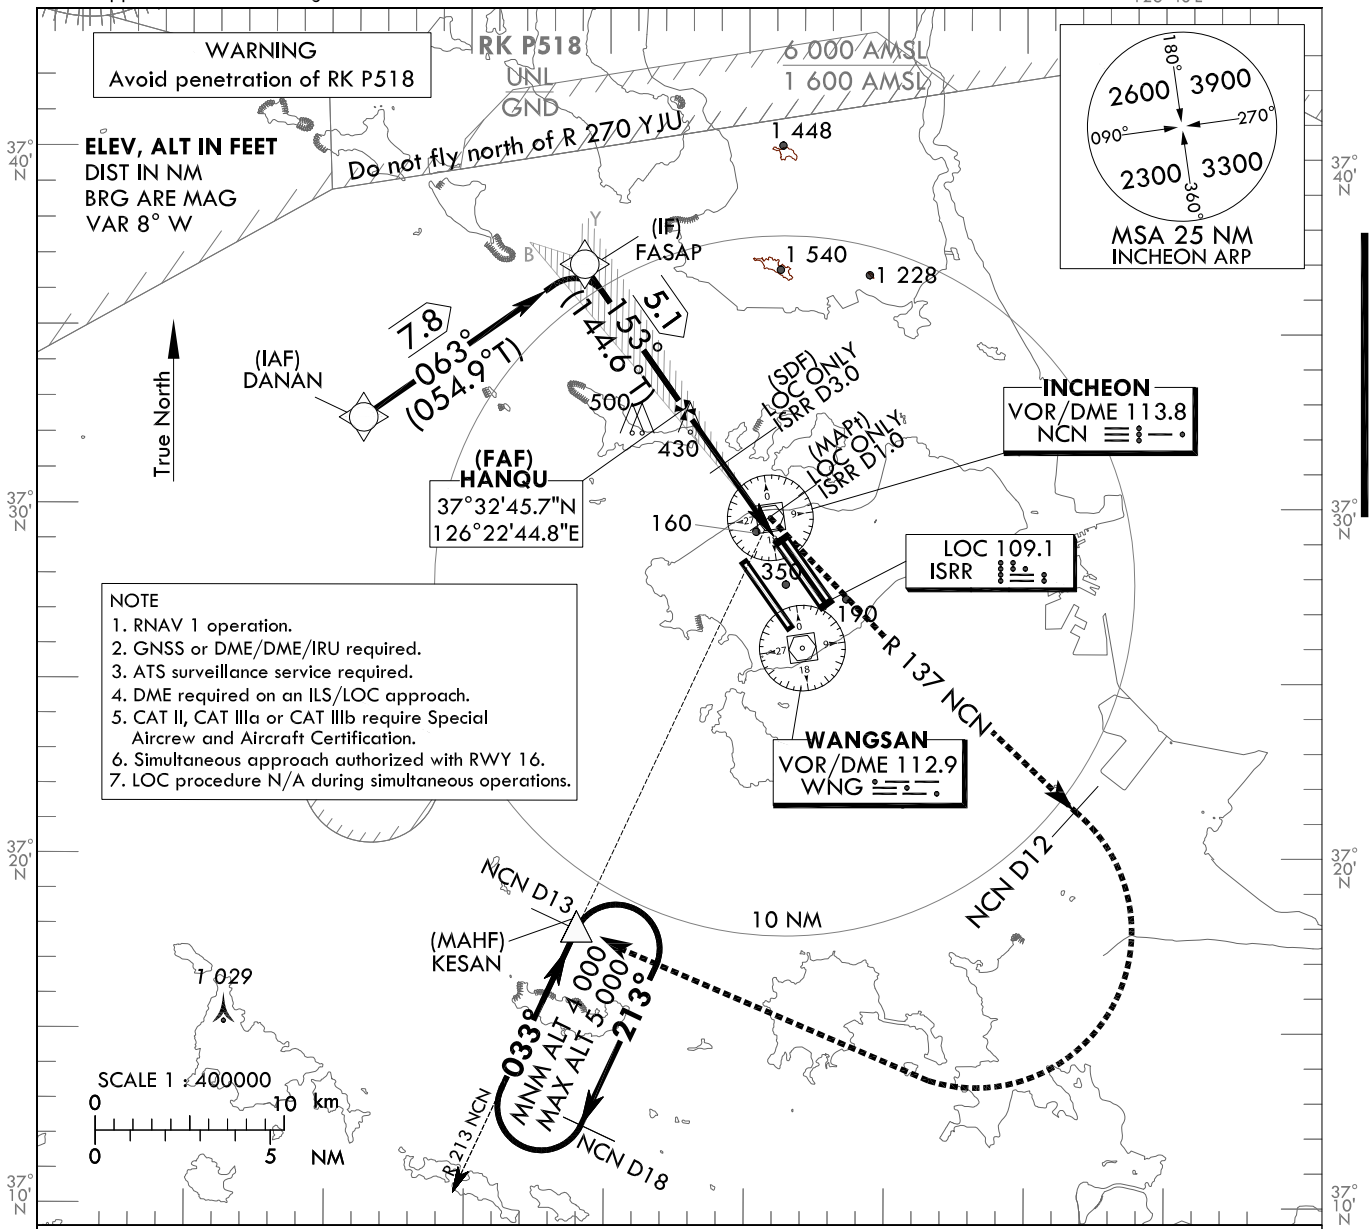 WARNING
Avoid penetration of RK P518
RK P518
UNL
GND
6 000 AMSL
1 600 AMSL
180°
2600
3900
090°
270°
2300
3300
360°
MSA 25 NM
INCHEON ARP
ELEV, ALT IN FEET
DIST IN NM
BRG ARE MAG
VAR 8° W
37°
40'
N
37°
40'
N
Do not fly north of R 270 YJU
1 448
1 540
1 228
Y
B
(IF)
FASAP
7.8
063°
(054.9°T)
5.1
153°
(144.6°T)
(IAF)
DANAN
True North
500
430
(SDF)
LOC ONLY
ISRR D3.0
(MAPt)
LOC ONLY
ISRR D1.0
INCHEON
VOR/DME 113.8
NCN
(FAF)
HANQU
37°32'45.7"N
126°22'44.8"E
37°
30'
N
37°
30'
N
160
0
9
27
350
190
LOC 109.1
ISRR
0
9
18
27
R 137 NCN
WANGSAN
VOR/DME 112.9
WNG
NOTE
1. RNAV 1 operation.
2. GNSS or DME/DME/IRU required.
3. ATS surveillance service required.
4. DME required on an ILS/LOC approach.
5. CAT II, CAT IIIa or CAT IIIb require Special
Aircrew and Aircraft Certification.
6. Simultaneous approach authorized with RWY 16.
7. LOC procedure N/A during simultaneous operations.
37°
20'
N
37°
20'
N
NCN D12
10 NM
NCN D13
(MAHF)
KESAN
033°
MNM ALT 4 000
MAX ALT 5 000
213°
NCN D18
R 213 NCN
1 029
SCALE 1 : 400000
0
10 km
0
5
NM
37°
10'
N
37°
10'
N